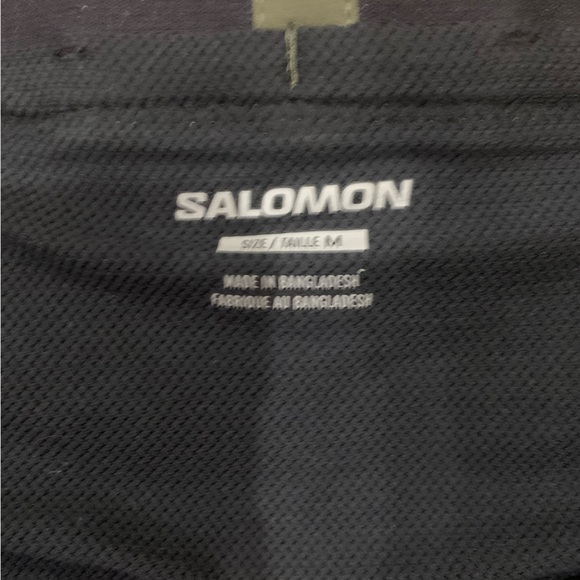 SALOMON
SIZE / TAILLE M
MADE IN BANGLADESH
FABRIQUE AU BANGLADESH